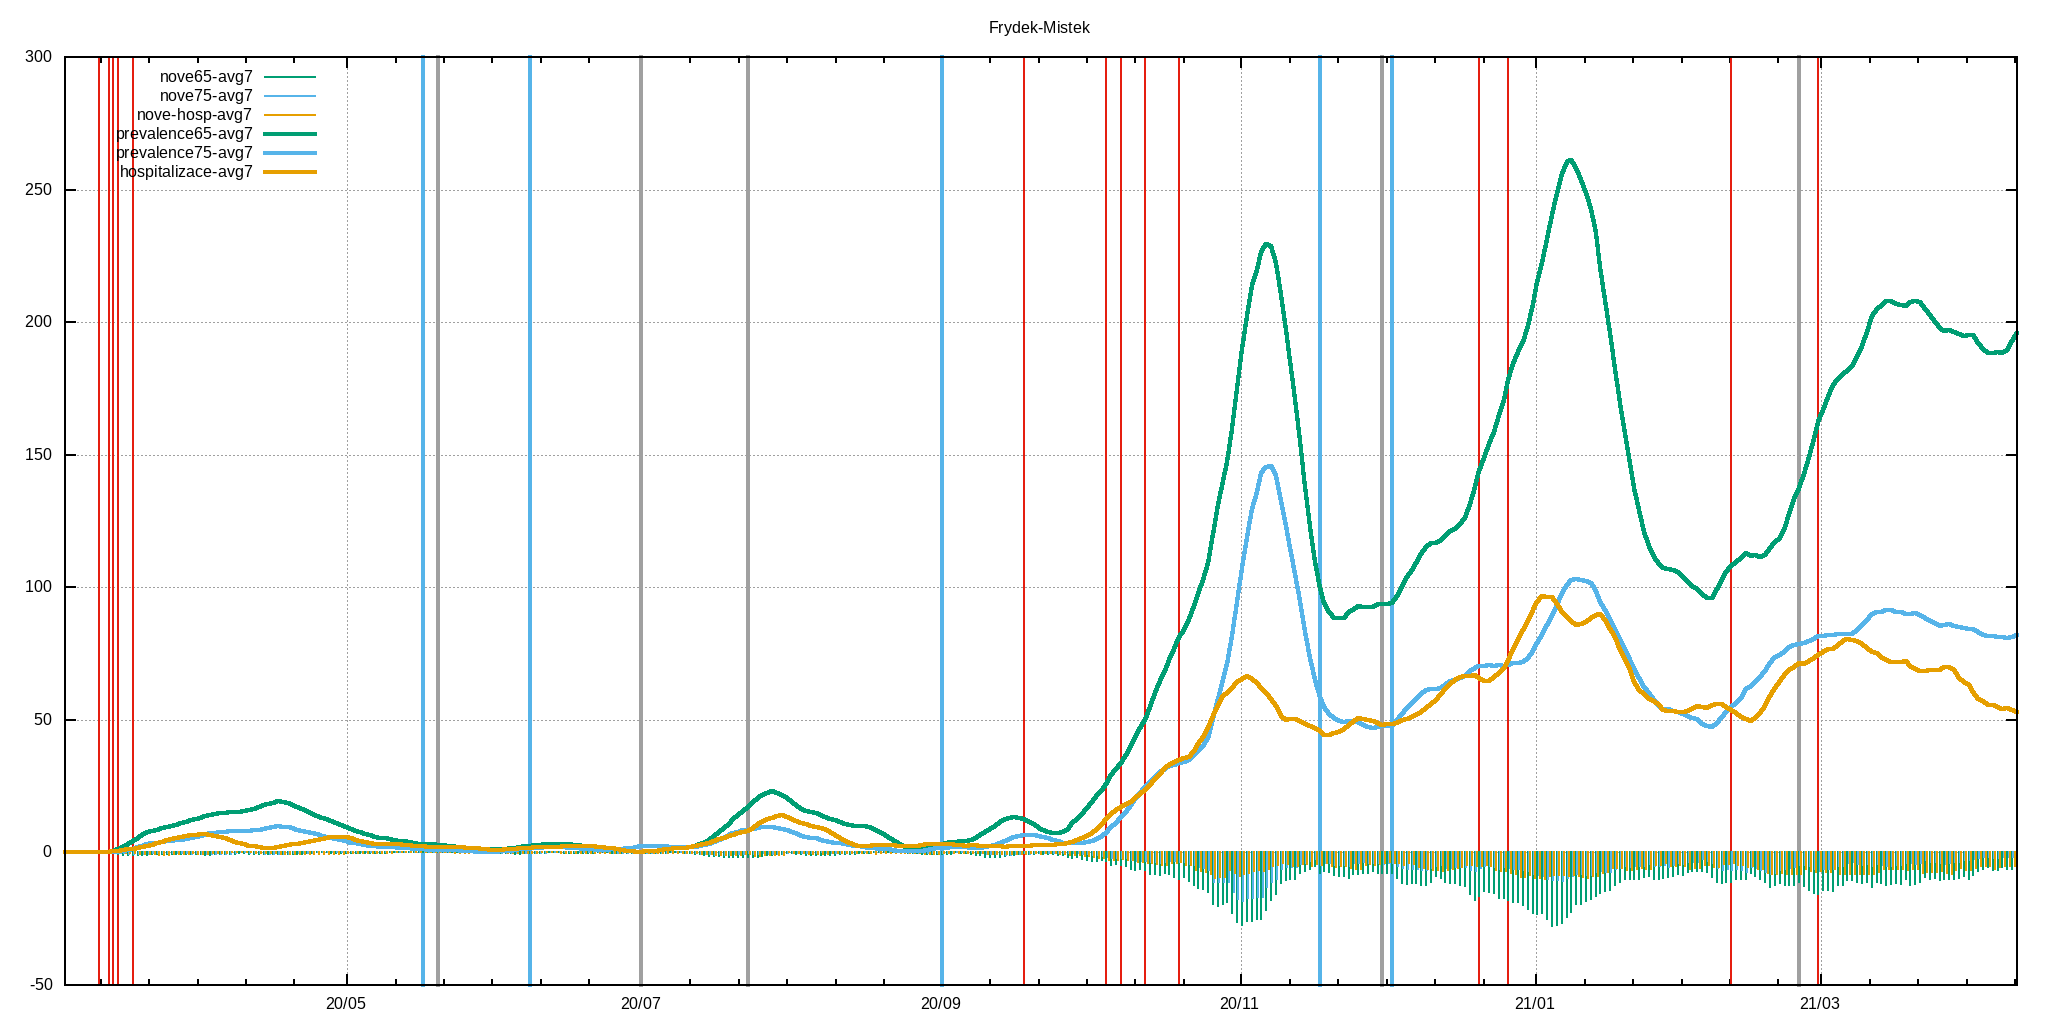 Frydek-Mistek
300
250
200
150
100
50
0
-50
nove65-avg7
nove75-avg7
nove-hosp-avg7
prevalence65-avg7
prevalence75-avg7
hospitalizace-avg7
20/05
20/07
20/09
20/11
21/01
21/03